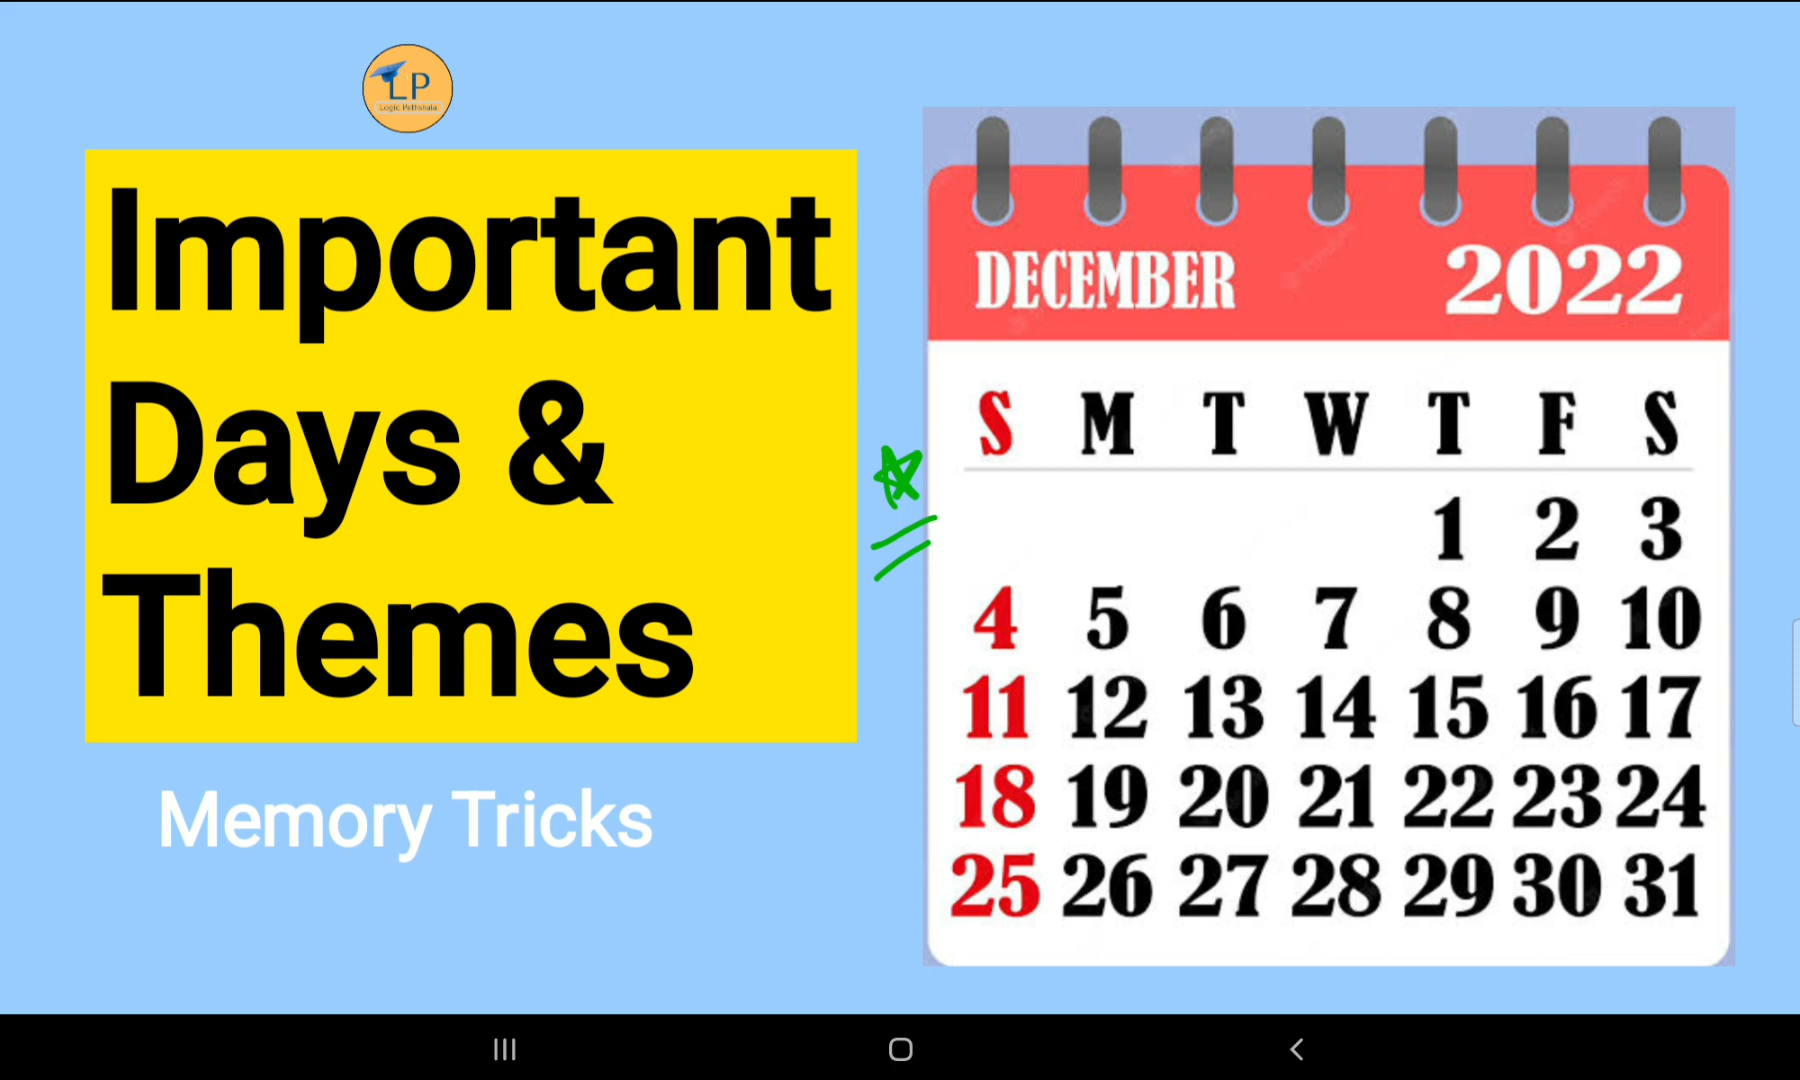 LP
Logic Pathshala
Important
Days &
Themes
Memory Tricks
DECEMBER 2022
S M T W T F S
1 2 3
4 5 6 7 8 9 10
11 12 13 14 15 16 17
18 19 20 21 22 23 24
25 26 27 28 29 30 31